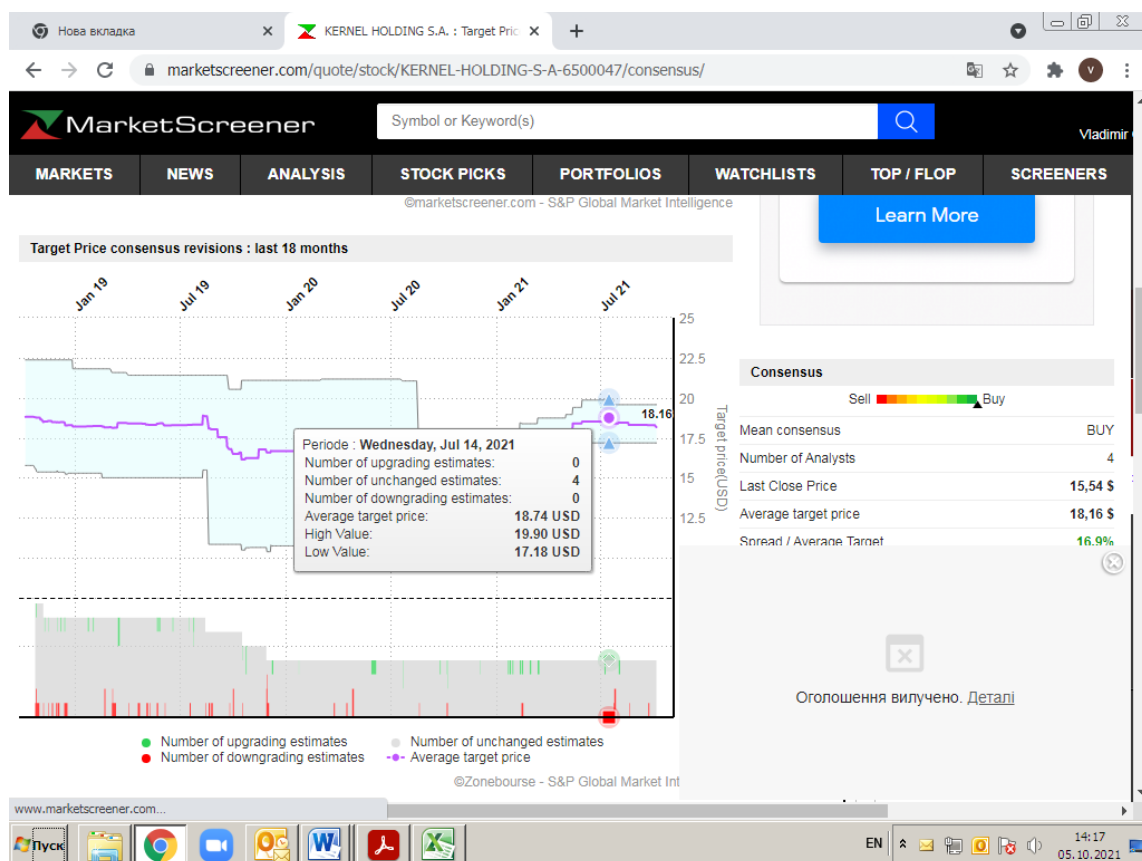 Нова вкладка
KERNEL HOLDING S.A. : Target Pric
marketscreener.com/quote/stock/KERNEL-HOLDING-S-A-6500047/consensus/
V
MarketScreener
Symbol or Keyword(s)
Vladimir
MARKETS NEWS ANALYSIS STOCK PICKS PORTFOLIOS WATCHLISTS TOP / FLOP SCREENERS
©marketscreener.com - S&P Global Market Intelligence
Learn More
Target Price consensus revisions : last 18 months
Jan 19 Jul 19 Jan 20 Jul 20 Jan 21 Jul 21
25
22.5
20
17.5
15
12.5
Target price(USD)
18.16
Periode : Wednesday, Jul 14, 2021
Number of upgrading estimates: 0
Number of unchanged estimates: 4
Number of downgrading estimates: 0
Average target price: 18.74 USD
High Value: 19.90 USD
Low Value: 17.18 USD
Number of upgrading estimates
Number of unchanged estimates
Number of downgrading estimates
Average target price
©Zonebourse - S&P Global Market Int
Consensus
Sell Buy
Mean consensus BUY
Number of Analysts 4
Last Close Price 15,54 $
Average target price 18,16 $
Spread / Average Target 16,9%
Оголошення вилучено. Деталі
www.marketscreener.com...
Пуск
EN
14:17
05.10.2021